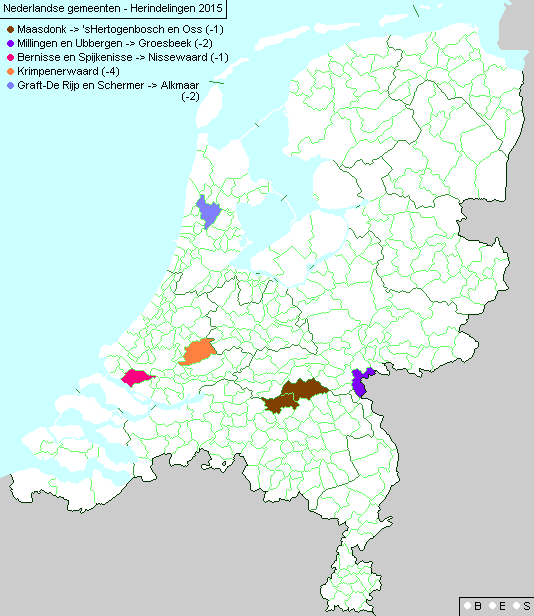 Nederlandse gemeenten - Herindelingen 2015
Maasdonk -> 'sHertogenbosch en Oss (-1)
Millingen en Ubbergen -> Groesbeek (-2)
Bernisse en Spijkenisse -> Nissewaard (-1)
Krimpenerwaard (-4)
Graft-De Rijp en Schermer -> Alkmaar
(-2)
B E S